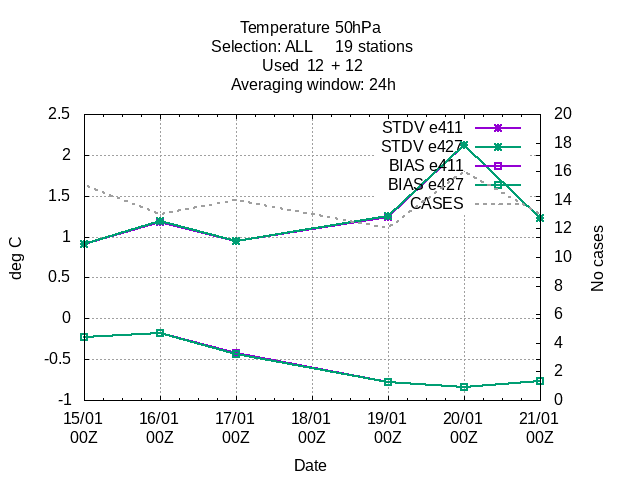 Temperature 50hPa
Selection: ALL 19 stations
Used 12 + 12
Averaging window: 24h
2.5
2
1.5
1
0.5
0
-0.5
-1
deg C
20
18
16
14
12
10
8
6
4
2
0
No cases
STDV e411
STDV e427
BIAS e411
BIAS e427
CASES
15/01 16/01 17/01 18/01 19/01 20/01 21/01
00Z 00Z 00Z 00Z 00Z 00Z 00Z
Date